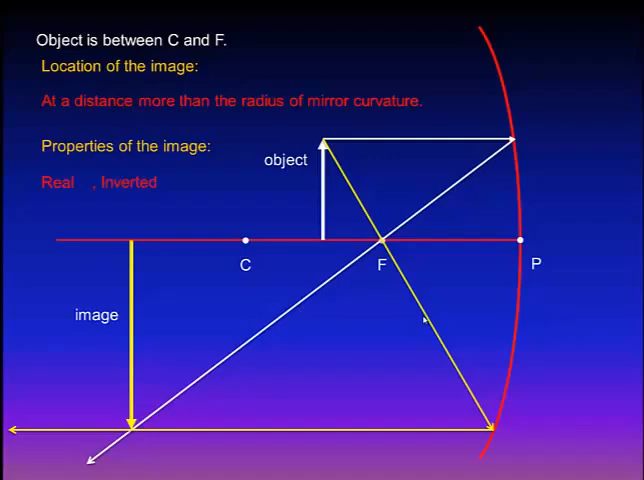 Object is between C and F.
Location of the image:
At a distance more than the radius of mirror curvature.
Properties of the image:
object
Real , Inverted
C
F
P
image